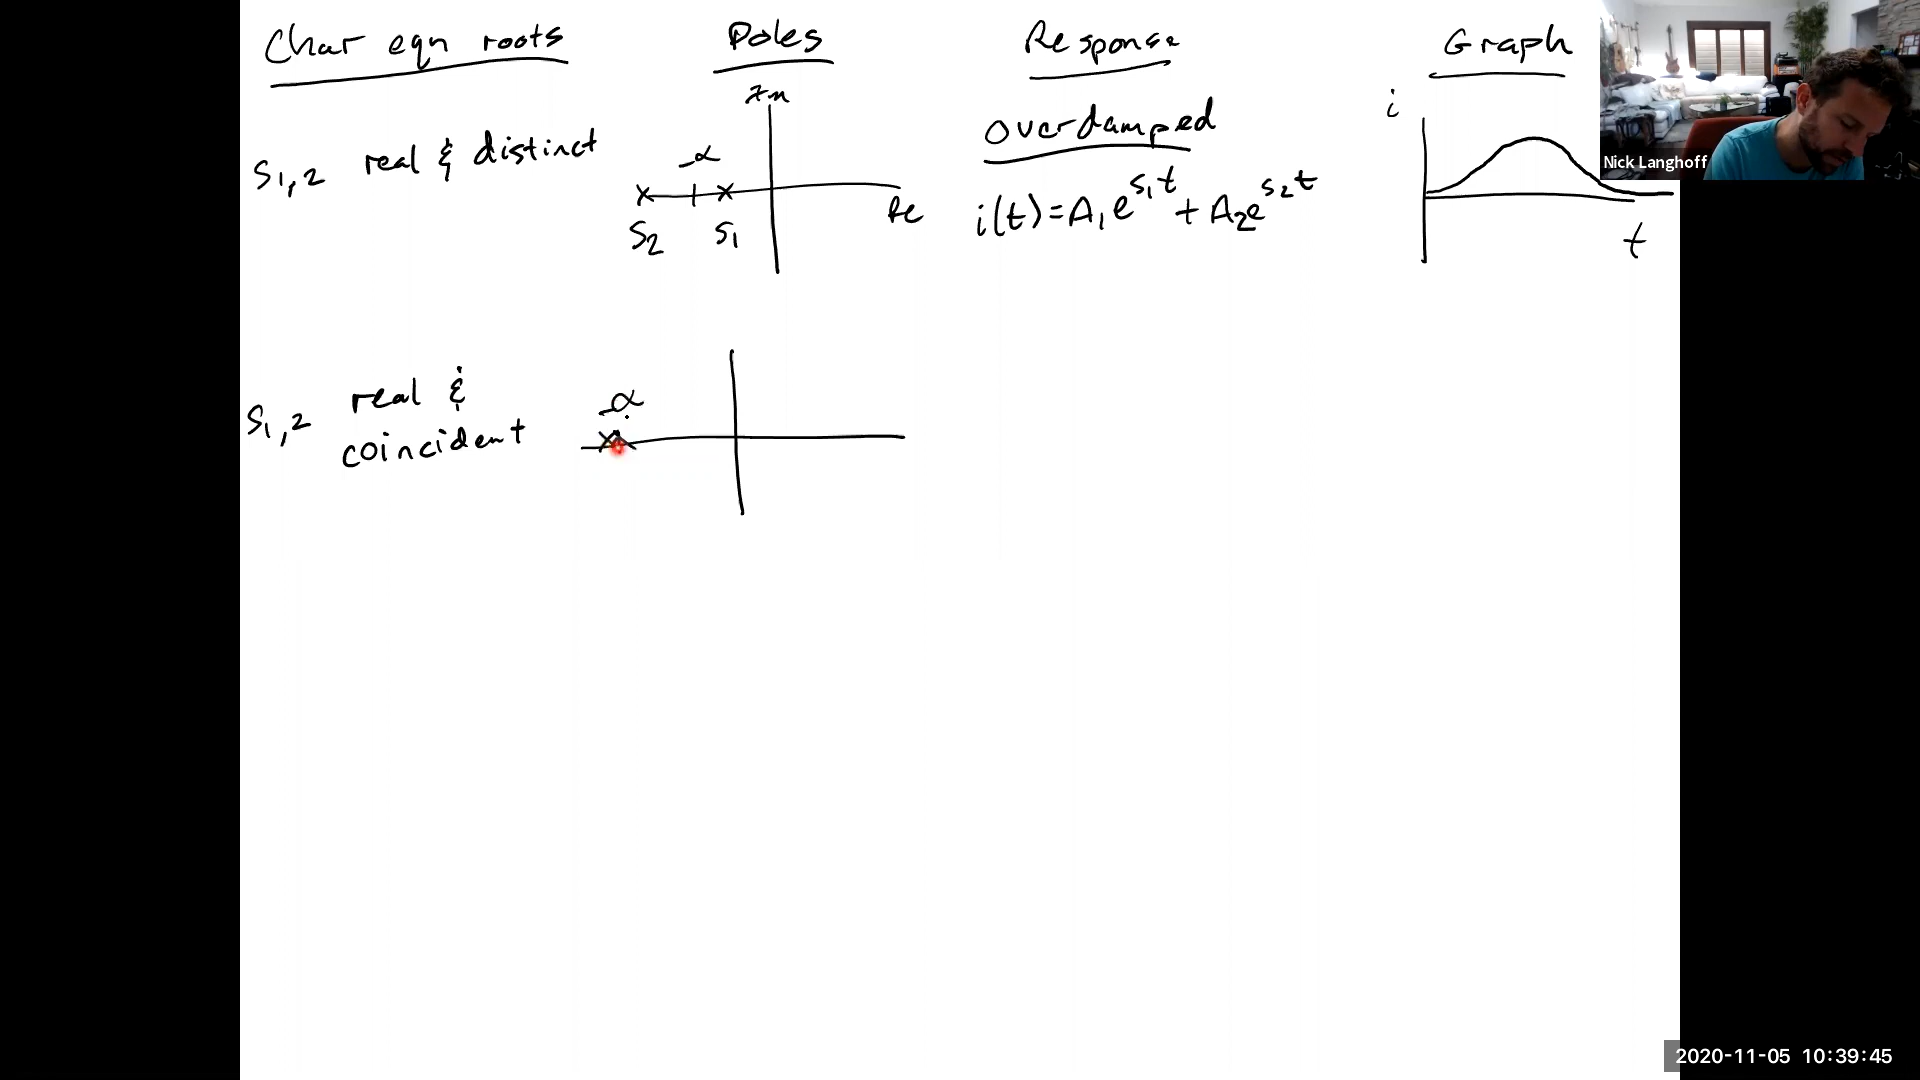 Char eqn roots Poles Response Graph
Im
i
S1,2 real & distinct
-α
overdamped
Nick Langhoff
S2 S1
Re
i(t)=A1e^{s1t}+A2e^{s2t}
t
S1,2 real &
coincident
-α
2020-11-05 10:39:45